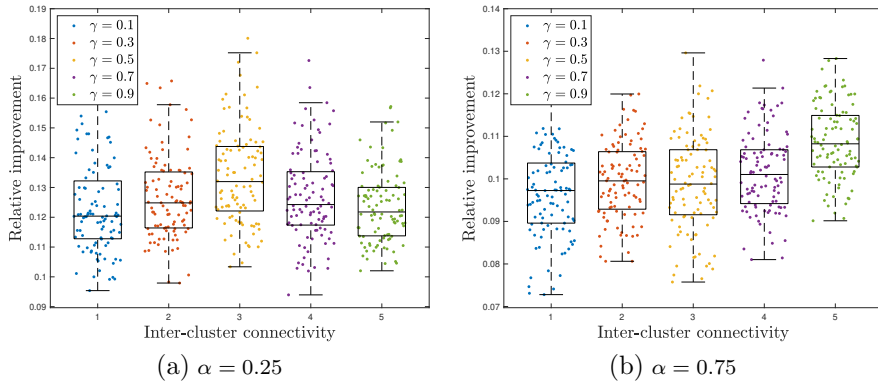 0.19
0.18
0.17
0.16
0.15
0.14
0.13
0.12
0.11
0.1
0.09
Relative improvement
γ = 0.1
γ = 0.3
γ = 0.5
γ = 0.7
γ = 0.9
1 2 3 4 5
Inter-cluster connectivity
(a) α = 0.25
0.14
0.13
0.12
0.11
0.1
0.09
0.08
0.07
Relative improvement
γ = 0.1
γ = 0.3
γ = 0.5
γ = 0.7
γ = 0.9
1 2 3 4 5
Inter-cluster connectivity
(b) α = 0.75